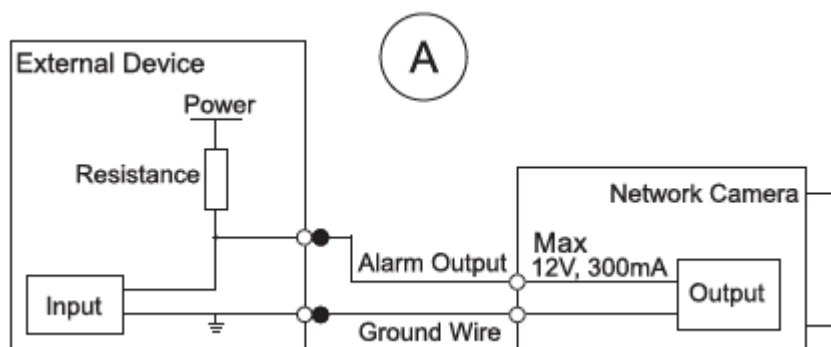 A
External Device
Power
Resistance
Network Camera
Max
12V, 300mA
Alarm Output
Output
Input
Ground Wire